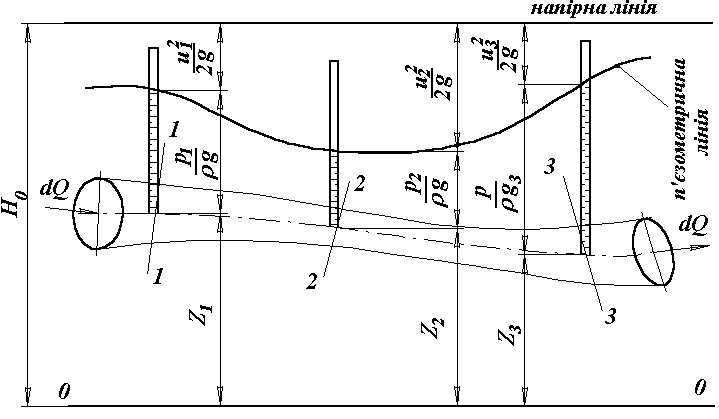 напірна лінія
u₁²/2g
u₂²/2g
u₃²/2g
п'єзометрична
лінія
1
p₁/ρg
2
p₂/ρg
3
p/ρg₃
dQ
dQ
H₀
1
2
3
Z₁
Z₂
Z₃
0
0